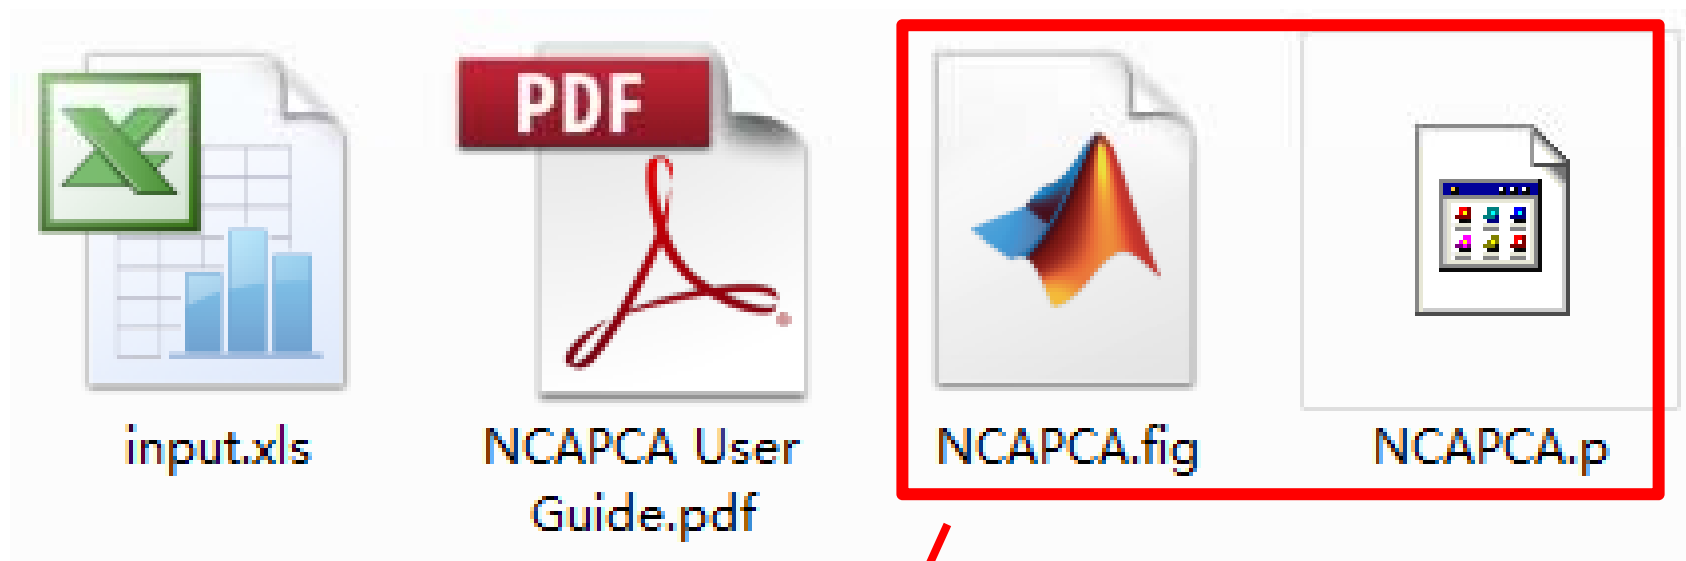 PDF
input.xls
NCAPCA User
Guide.pdf
NCAPCA.fig
NCAPCA.p